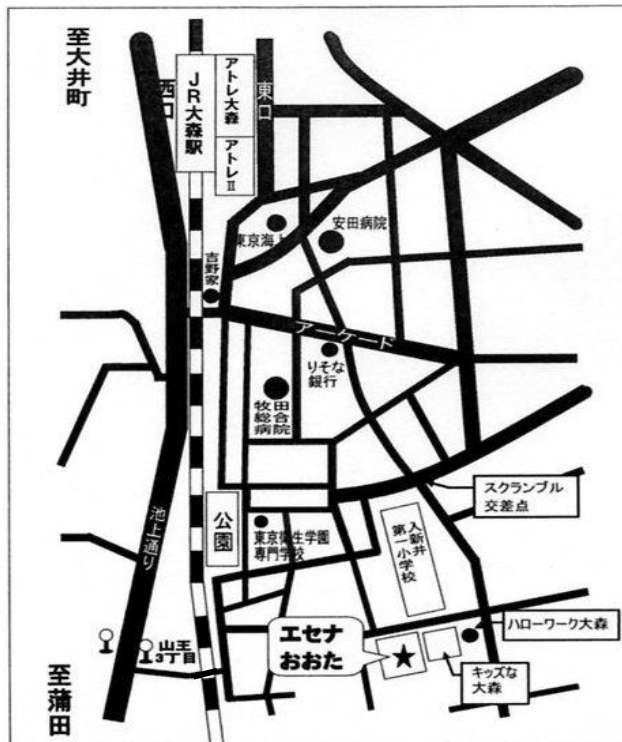 至大井町
西口
JR大森駅
アトレ大森
アトレⅡ
東口
東京海上
安田病院
吉野家
アーケード
りそな
銀行
牧田
総合
病院
スクランブル
交差点
池上通り
公園
東京衛生学園
専門学校
入新井
第一小学校
山王
3丁目
エセナ
おおた
ハローワーク大森
キッズな
大森
至蒲田